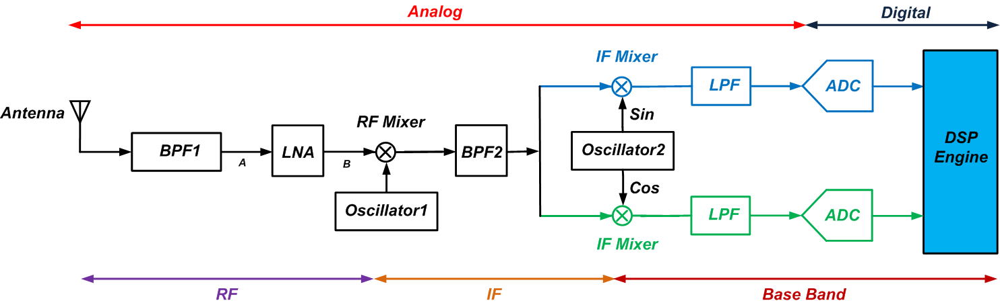 Analog
Digital
IF Mixer
LPF
ADC
Antenna
RF Mixer
Sin
BPF1
A
LNA
B
BPF2
Oscillator2
DSP
Engine
Oscillator1
Cos
LPF
ADC
IF Mixer
RF
IF
Base Band